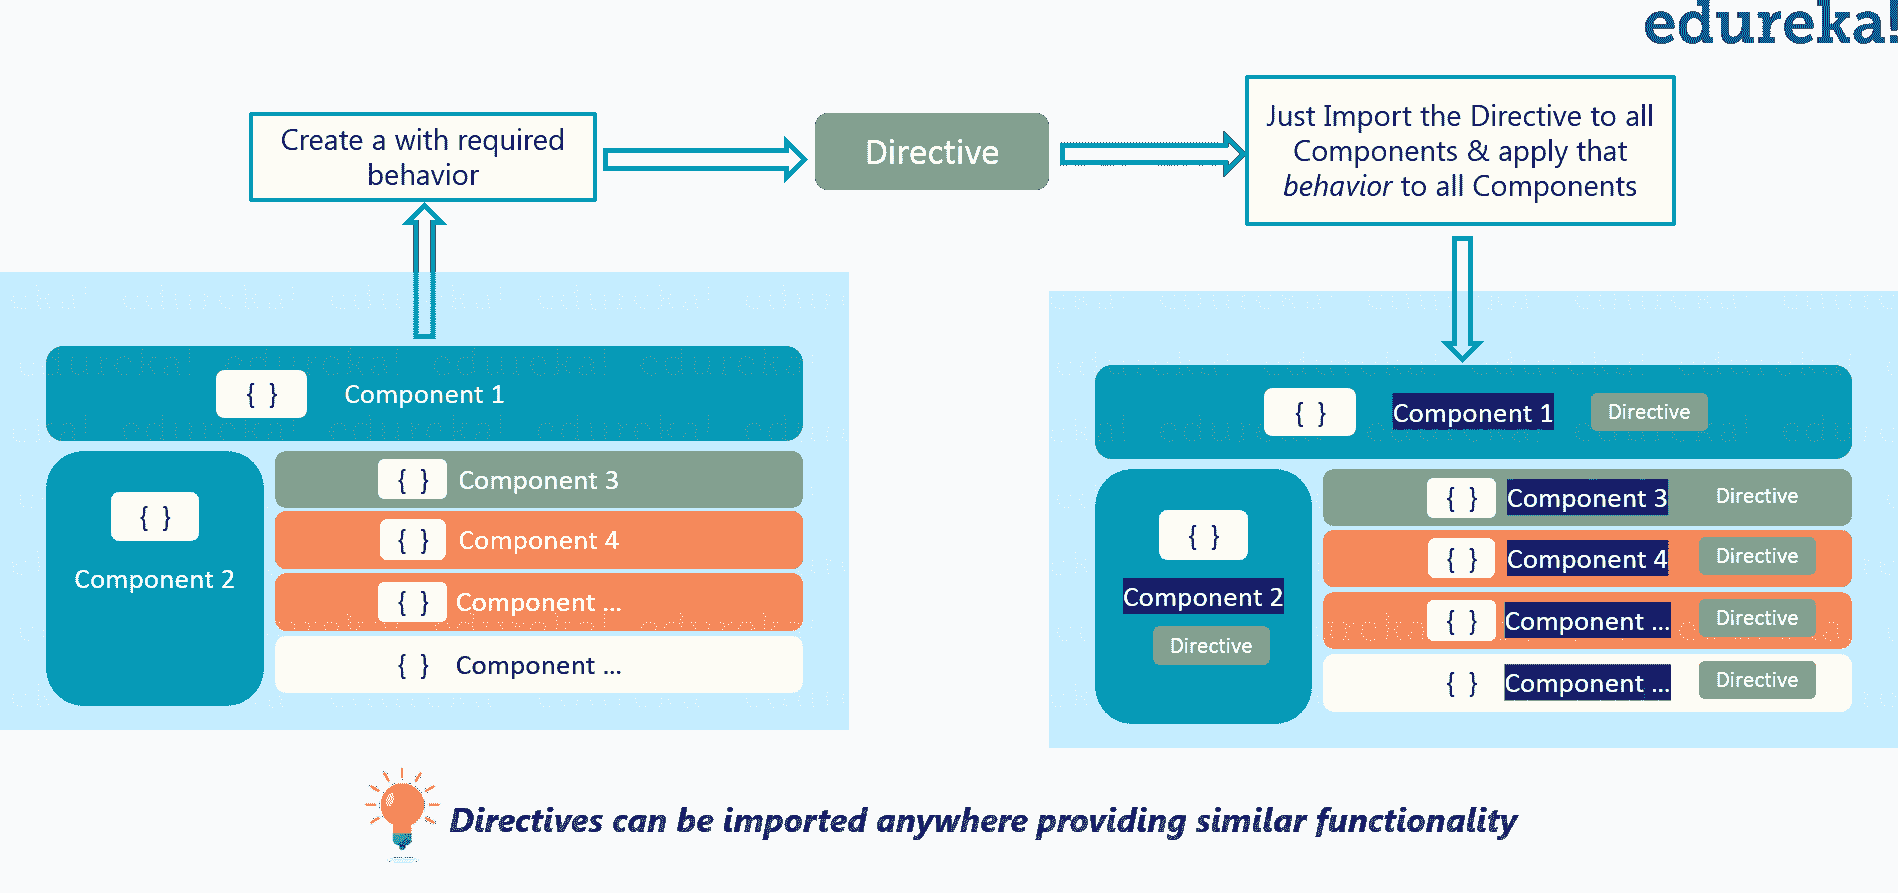 edureka!
Create a with required
behavior
Directive
Just Import the Directive to all
Components & apply that
behavior to all Components
{ } Component 1
{ }
Component 2
{ } Component 3
{ } Component 4
{ } Component ...
{ } Component ...
{ } Component 1 Directive
{ }
Component 2
Directive
{ } Component 3 Directive
{ } Component 4 Directive
{ } Component ... Directive
{ } Component ... Directive
Directives can be imported anywhere providing similar functionality